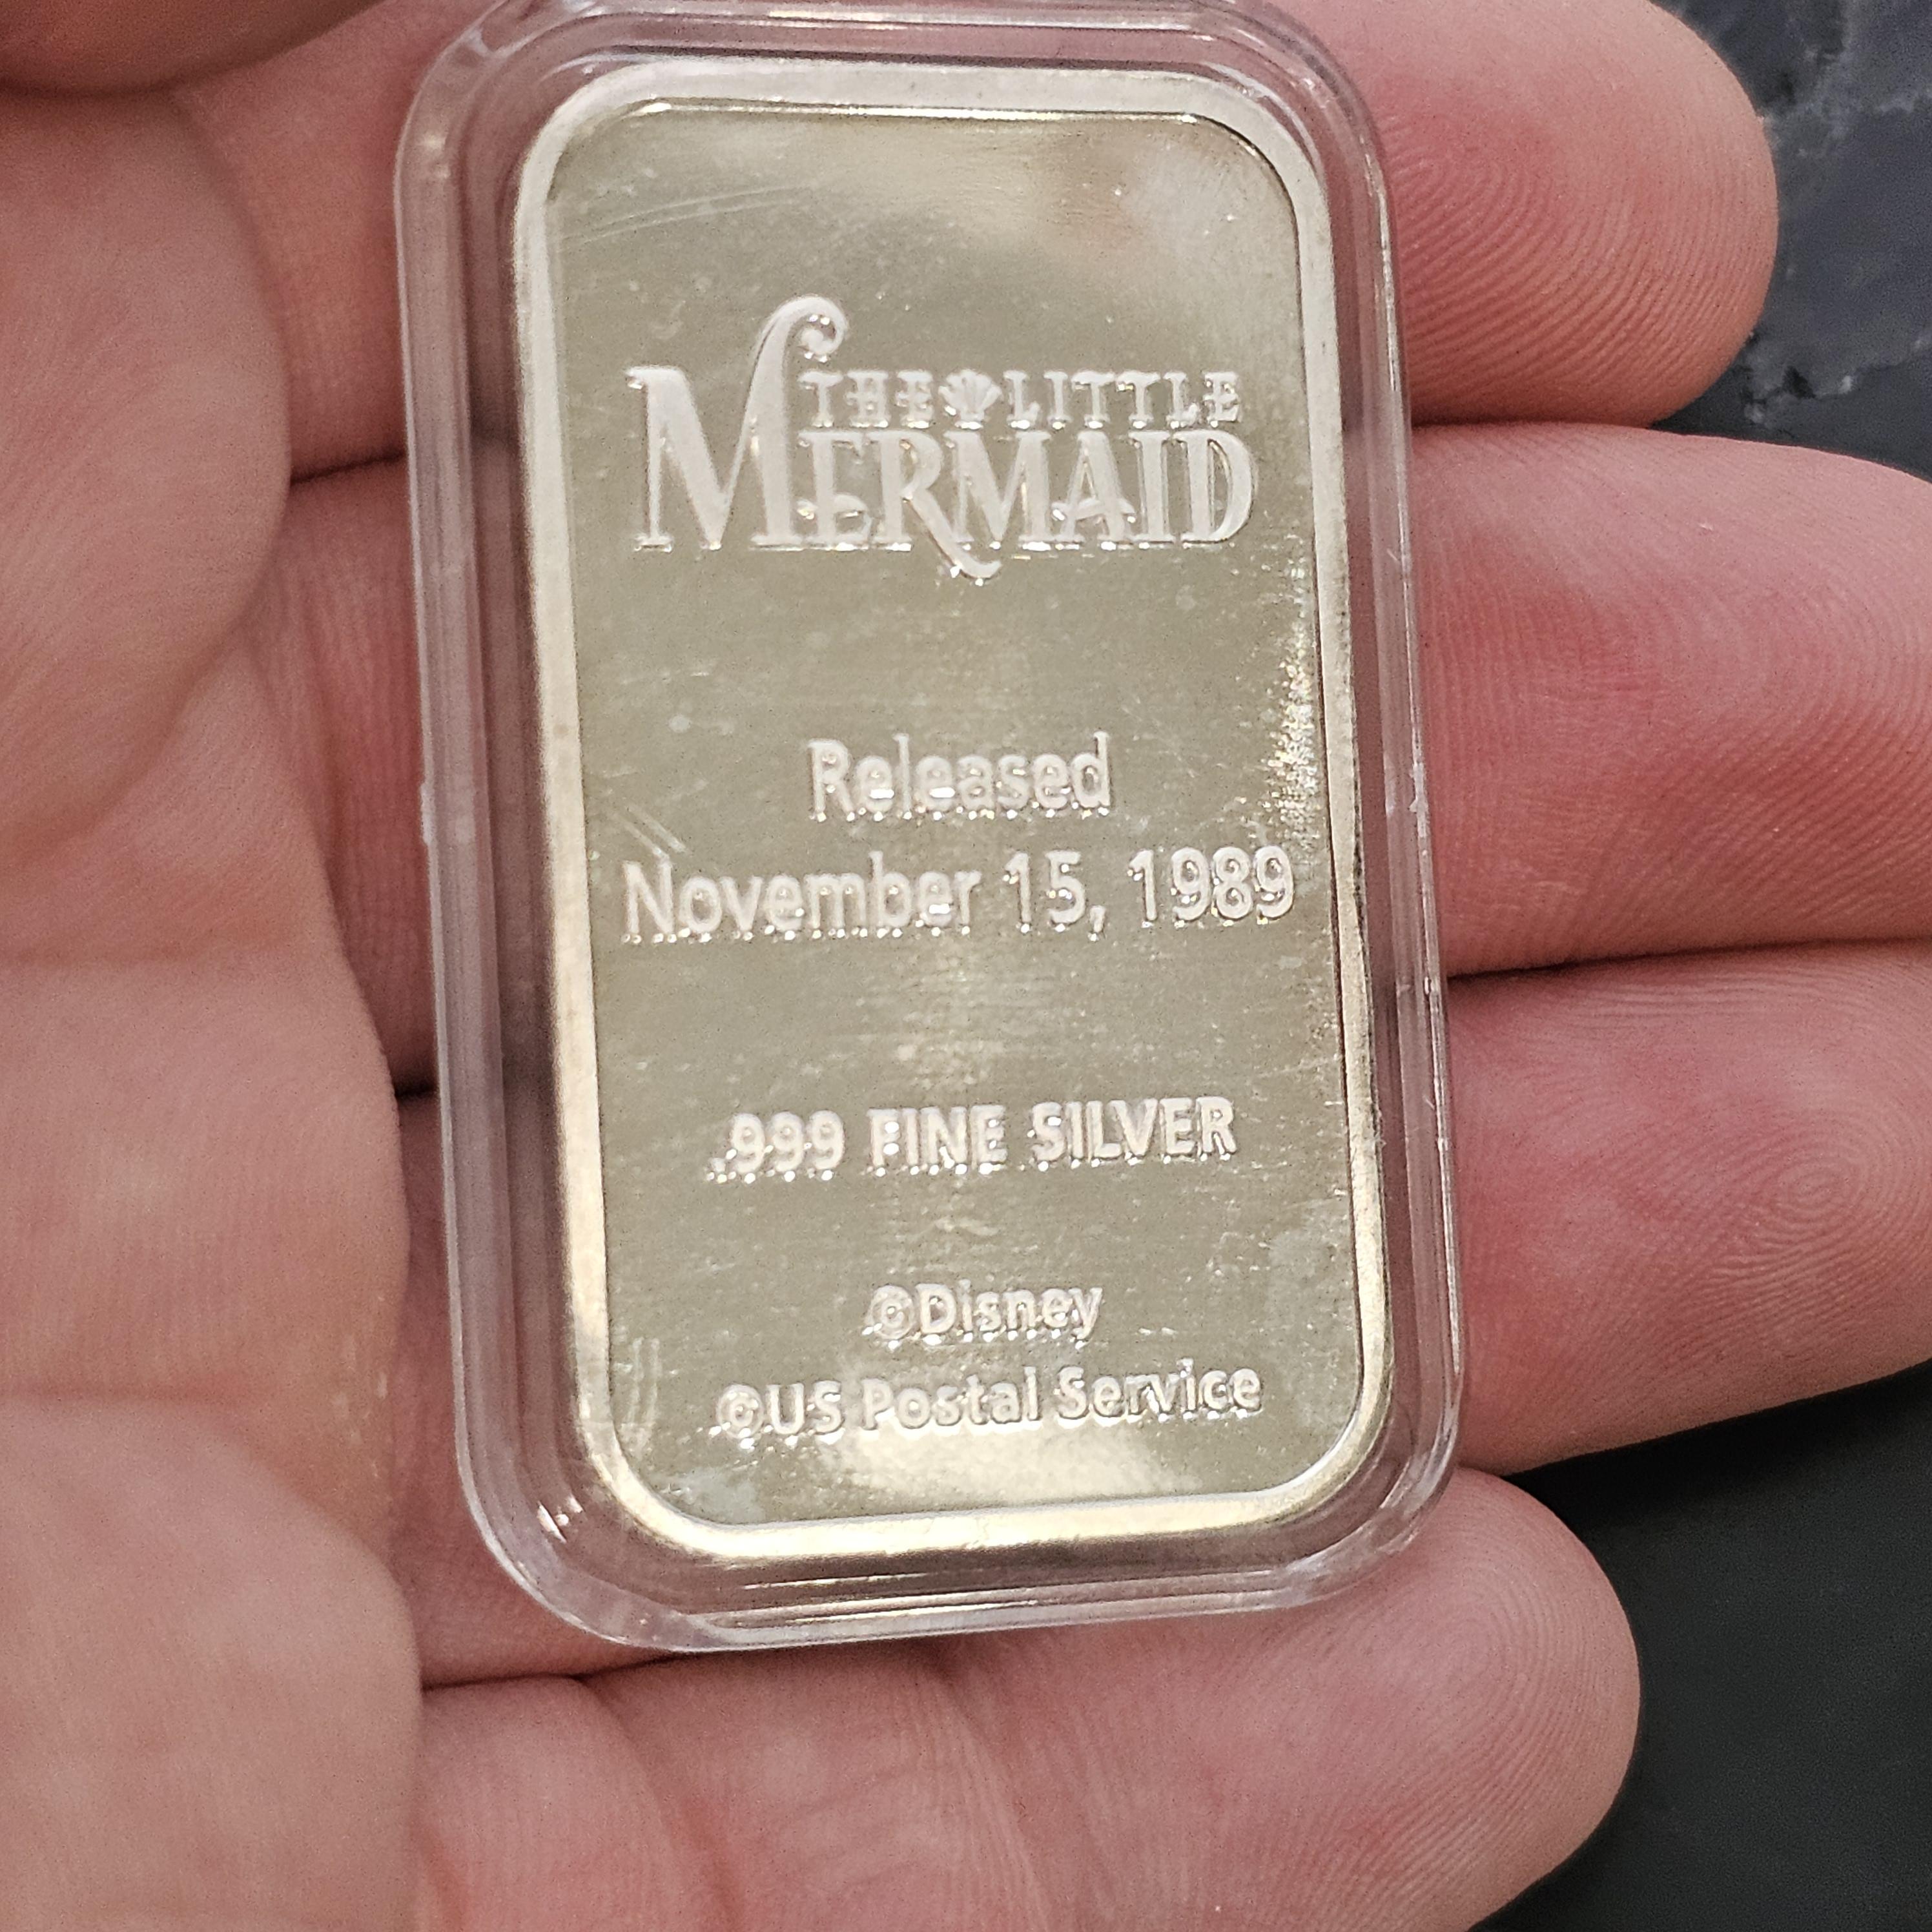 THE LITTLE
MERMAID
Released
November 15, 1989
.999 FINE SILVER
©Disney
©US Postal Service